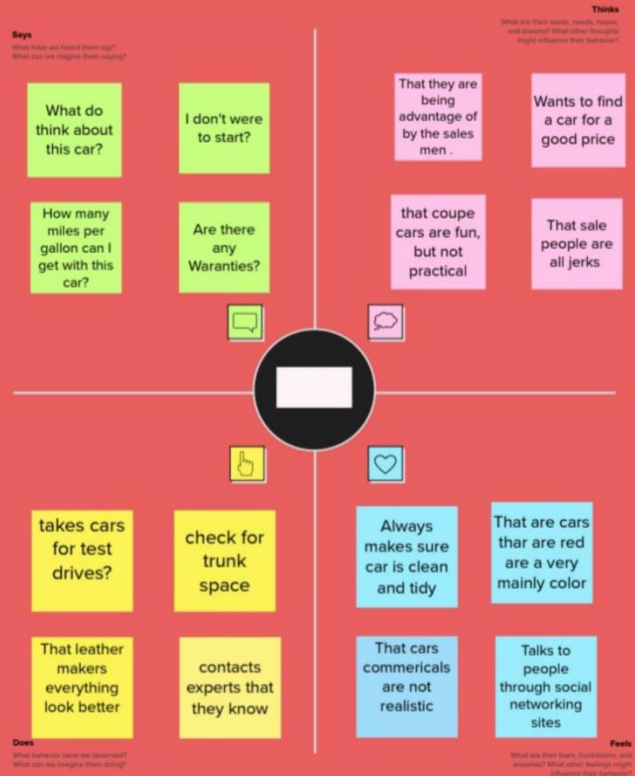 Says
What have we heard them say?
What can we imagine them saying?
Thinks
What are their wants, needs, hopes,
and dreams? What other thoughts
might influence their behavior?
What do
think about
this car?
I don't were
to start?
How many
miles per
gallon can I
get with this
car?
Are there
any
Waranties?
That they are
being
advantage of
by the sales
men .
Wants to find
a car for a
good price
that coupe
cars are fun,
but not
practical
That sale
people are
all jerks
takes cars
for test
drives?
check for
trunk
space
That leather
makers
everything
look better
contacts
experts that
they know
Does
What behavior have we observed?
What can we imagine them doing?
Always
makes sure
car is clean
and tidy
That are cars
thar are red
are a very
mainly color
That cars
commericals
are not
realistic
Talks to
people
through social
networking
sites
Feels
What are their fears, frustrations, and
anxieties? What other feelings might
influence their behavior?